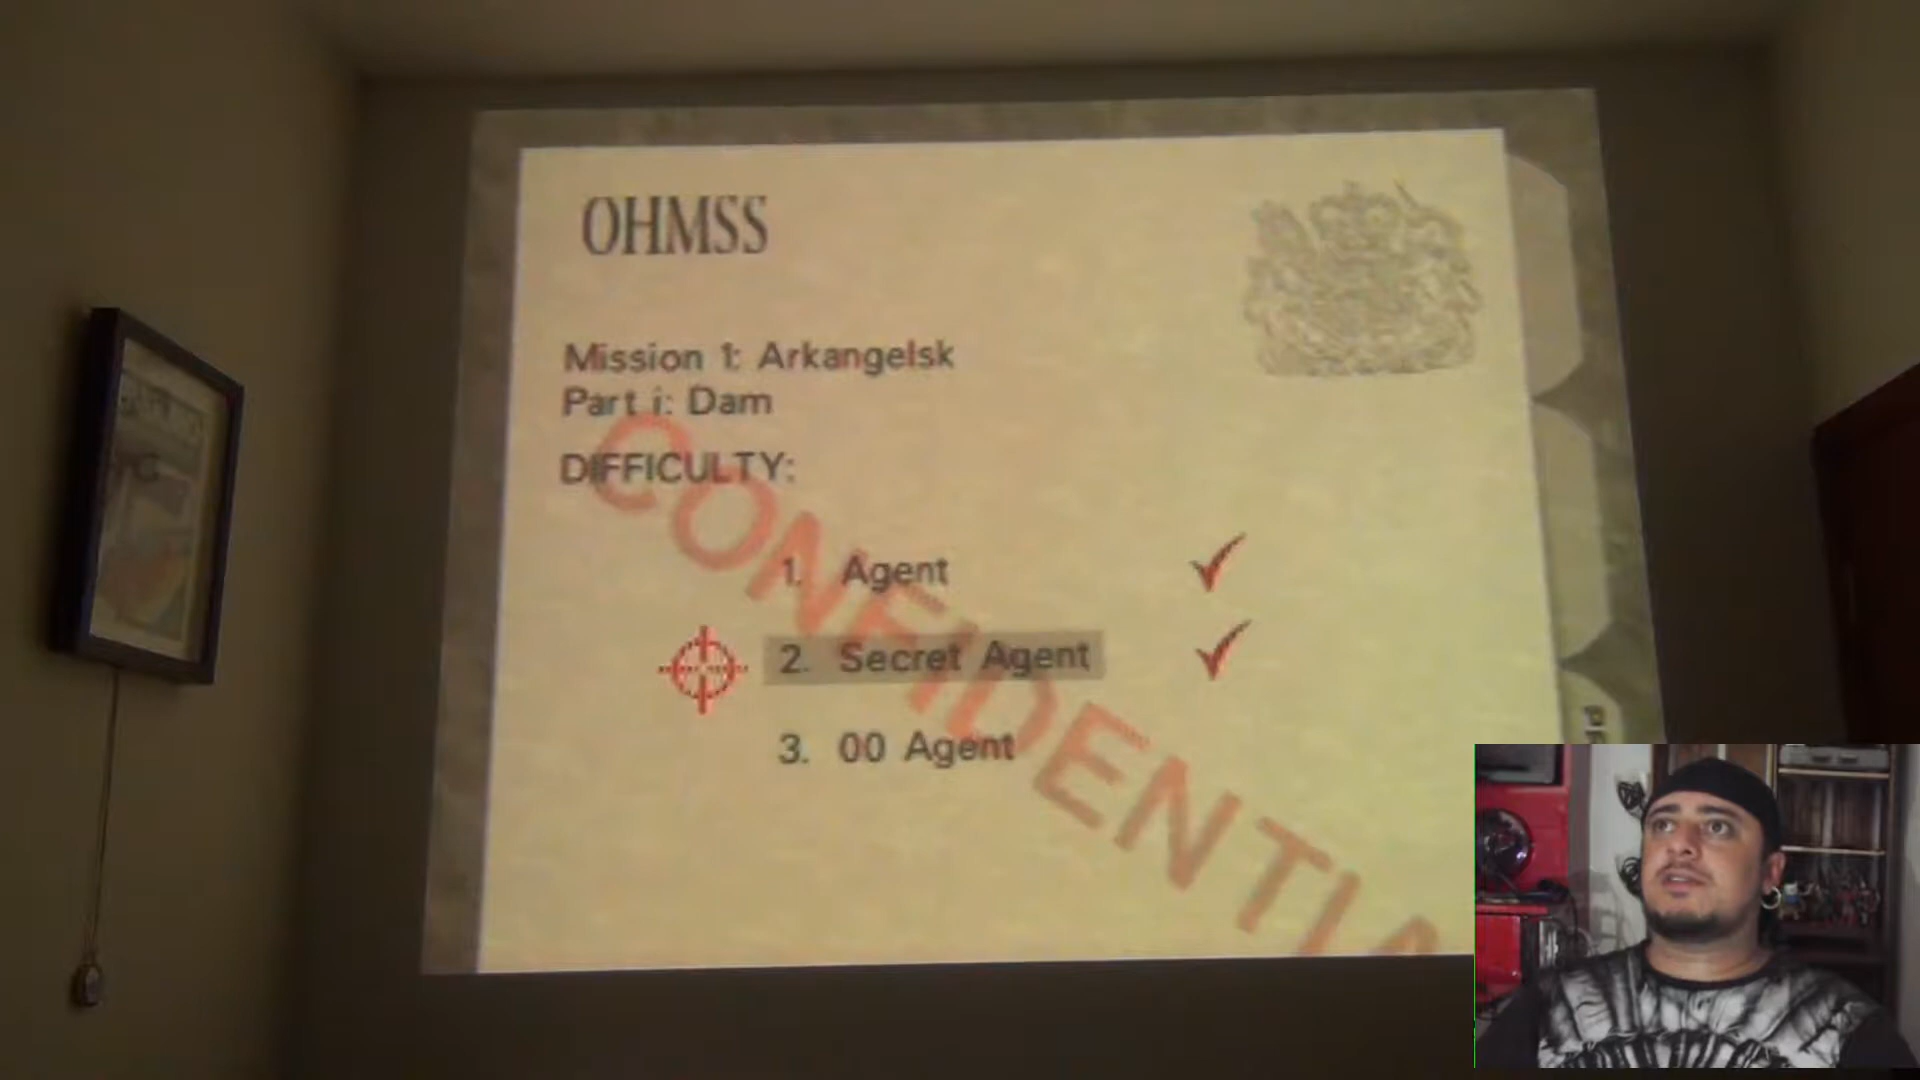 OHMSS
Mission 1: Arkangelsk
Part i: Dam
DIFFICULTY:
1. Agent
2. Secret Agent
3. 00 Agent
CONFIDENTIA